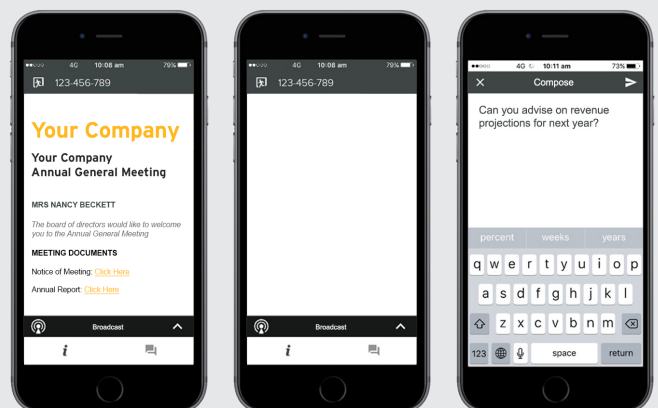 4G 10:08 am 79%
123-456-789
Your Company
Your Company
Annual General Meeting
MRS NANCY BECKETT
The board of directors would like to welcome
you to the Annual General Meeting
MEETING DOCUMENTS
Notice of Meeting: Click Here
Annual Report: Click Here
Broadcast
i
4G 10:08 am 79%
123-456-789
Broadcast
i
4G 10:11 am 73%
Compose
Can you advise on revenue
projections for next year?
percent weeks years
q w e r t y u i o p
a s d f g h j k l
z x c v b n m
123 space return